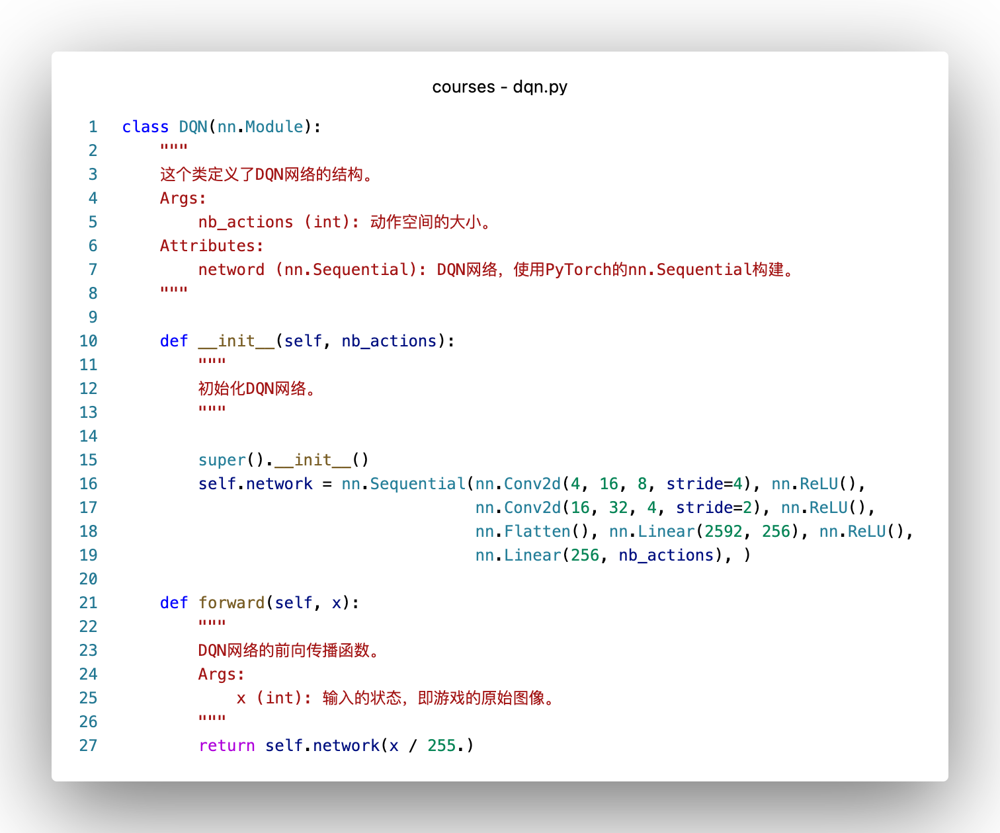 courses - dqn.py
1 class DQN(nn.Module):
2     """
3     这个类定义了DQN网络的结构。
4     Args:
5         nb_actions (int): 动作空间的大小。
6     Attributes:
7         netword (nn.Sequential): DQN网络，使用PyTorch的nn.Sequential构建。
8     """
9
10     def __init__(self, nb_actions):
11         """
12         初始化DQN网络。
13         """
14
15         super().__init__()
16         self.network = nn.Sequential(nn.Conv2d(4, 16, 8, stride=4), nn.ReLU(),
17                                      nn.Conv2d(16, 32, 4, stride=2), nn.ReLU(),
18                                      nn.Flatten(), nn.Linear(2592, 256), nn.ReLU(),
19                                      nn.Linear(256, nb_actions), )
20
21     def forward(self, x):
22         """
23         DQN网络的前向传播函数。
24         Args:
25             x (int): 输入的状态，即游戏的原始图像。
26         """
27         return self.network(x / 255.)